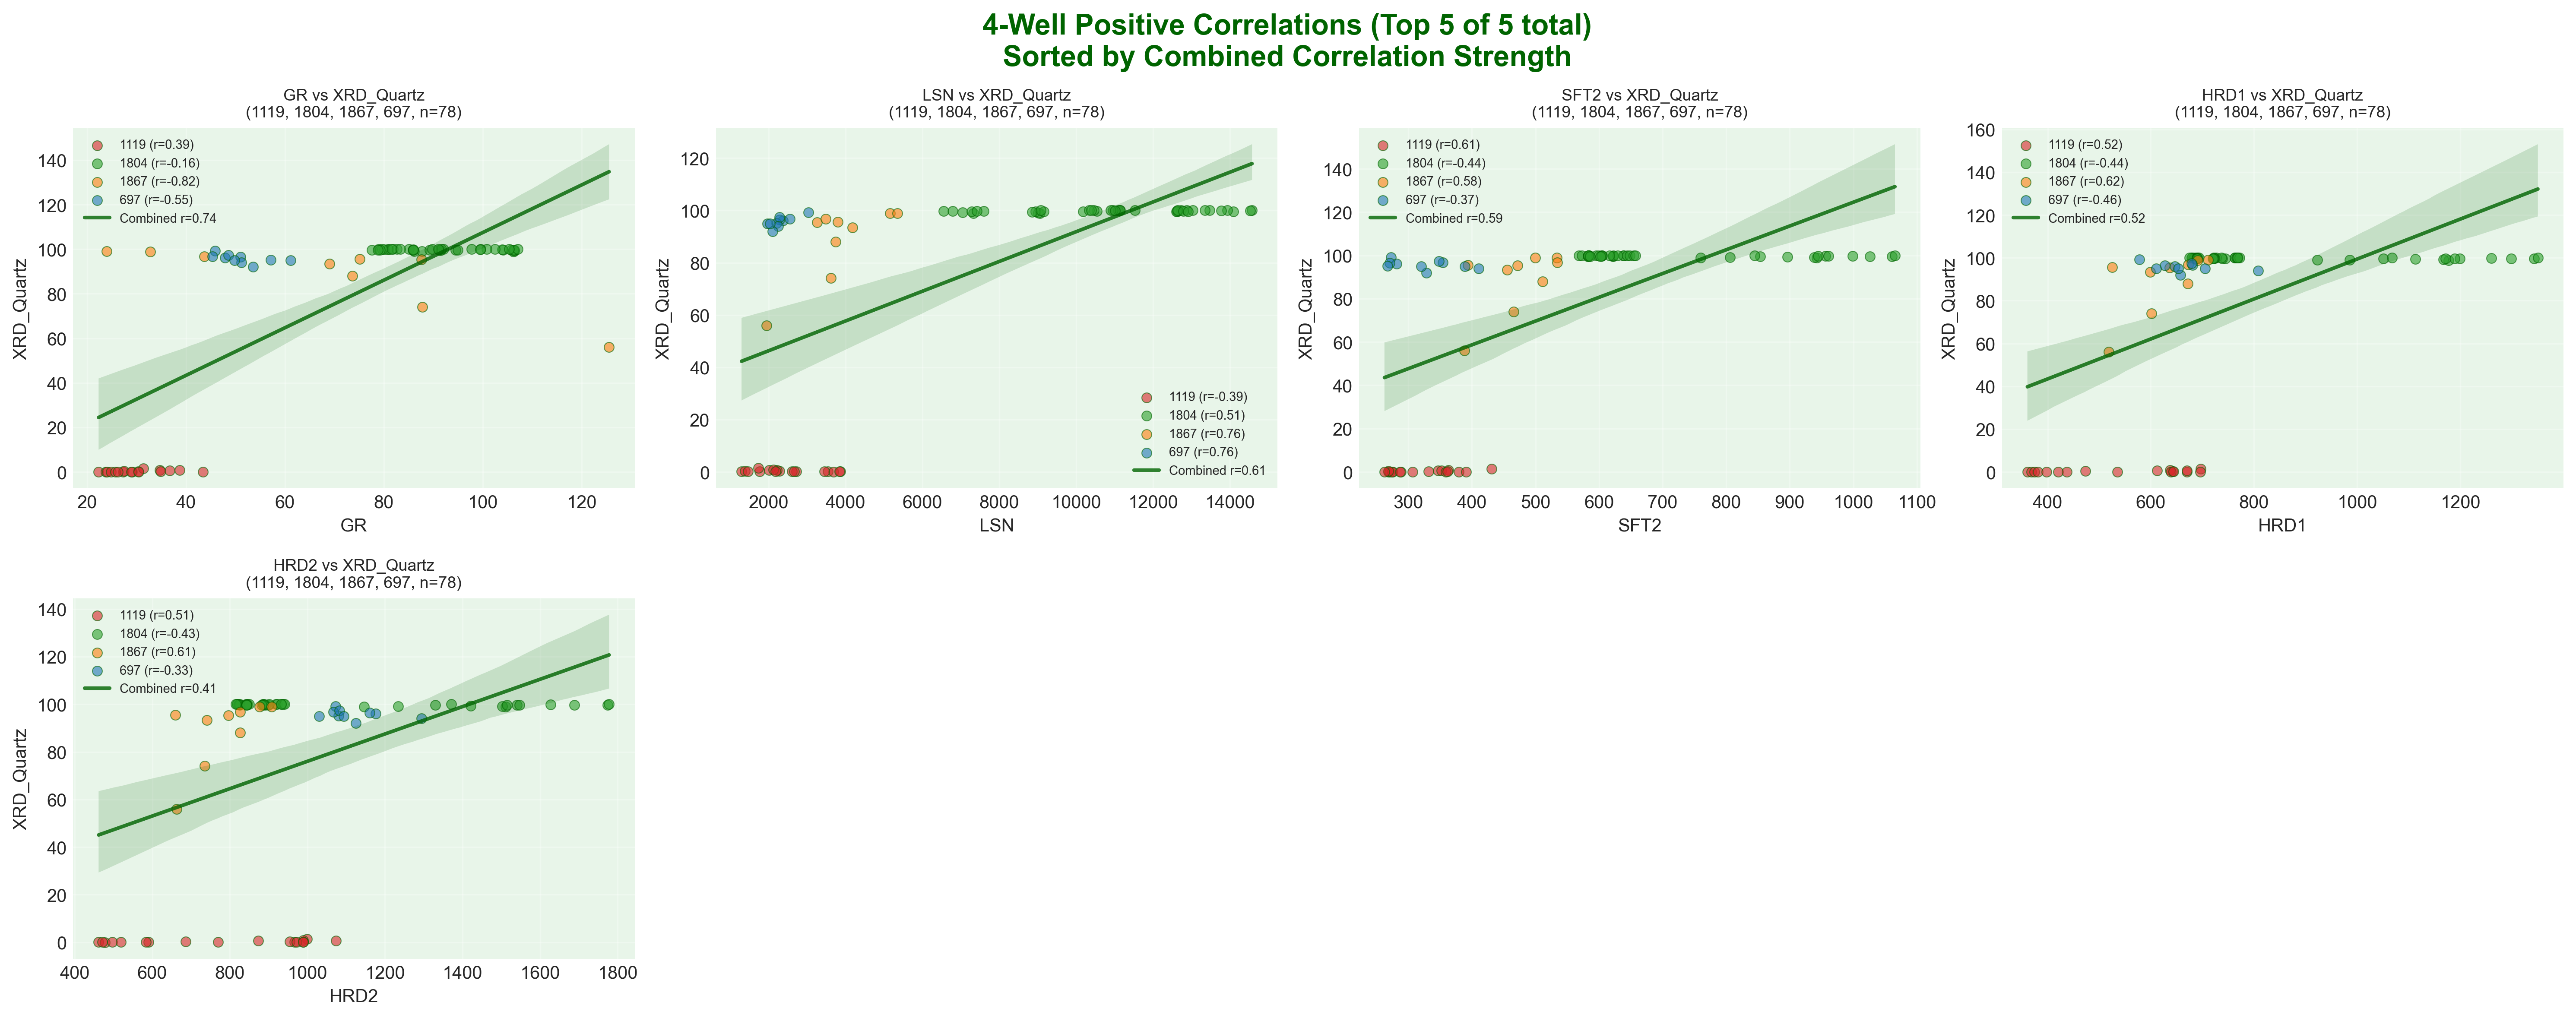 4-Well Positive Correlations (Top 5 of 5 total)
Sorted by Combined Correlation Strength
GR vs XRD_Quartz
(1119, 1804, 1867, 697, n=78)
1119 (r=0.39)
1804 (r=-0.16)
1867 (r=-0.82)
697 (r=-0.55)
Combined r=0.74
XRD_Quartz
140
120
100
80
60
40
20
0
20 40 60 80 100 120
GR
LSN vs XRD_Quartz
(1119, 1804, 1867, 697, n=78)
XRD_Quartz
120
100
80
60
40
20
0
1119 (r=-0.39)
1804 (r=0.51)
1867 (r=0.76)
697 (r=0.76)
Combined r=0.61
2000 4000 6000 8000 10000 12000 14000
LSN
SFT2 vs XRD_Quartz
(1119, 1804, 1867, 697, n=78)
1119 (r=0.61)
1804 (r=-0.44)
1867 (r=0.58)
697 (r=-0.37)
Combined r=0.59
XRD_Quartz
140
120
100
80
60
40
20
0
300 400 500 600 700 800 900 1000 1100
SFT2
HRD1 vs XRD_Quartz
(1119, 1804, 1867, 697, n=78)
1119 (r=0.52)
1804 (r=-0.44)
1867 (r=0.62)
697 (r=-0.46)
Combined r=0.52
XRD_Quartz
160
140
120
100
80
60
40
20
0
400 600 800 1000 1200
HRD1
HRD2 vs XRD_Quartz
(1119, 1804, 1867, 697, n=78)
1119 (r=0.51)
1804 (r=-0.43)
1867 (r=0.61)
697 (r=-0.33)
Combined r=0.41
XRD_Quartz
140
120
100
80
60
40
20
0
400 600 800 1000 1200 1400 1600 1800
HRD2